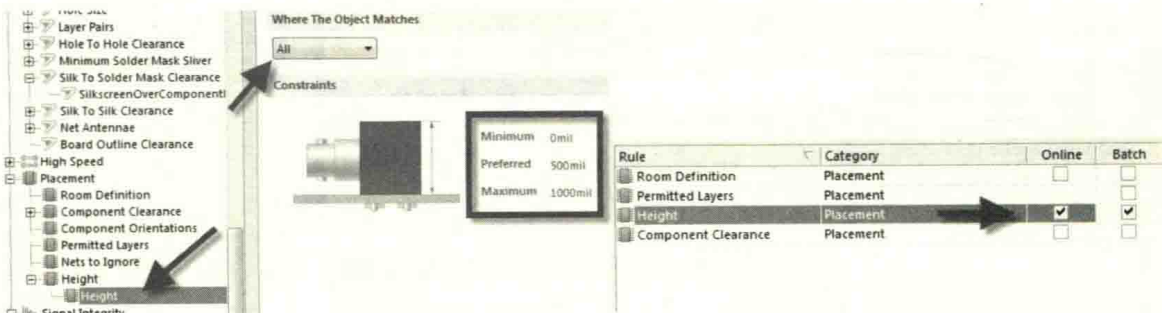 Layer Pairs
Hole To Hole Clearance
Minimum Solder Mask Sliver
Silk To Solder Mask Clearance
SilkscreenOverComponentI
Silk To Silk Clearance
Net Antennae
Board Outline Clearance
High Speed
Placement
Room Definition
Component Clearance
Component Orientations
Permitted Layers
Nets to Ignore
Height
Height
Signal Integrity
Where The Object Matches
All
Constraints
Minimum 0mil
Preferred 500mil
Maximum 1000mil
Rule Category Online Batch
Room Definition Placement
Permitted Layers Placement
Height Placement
Component Clearance Placement